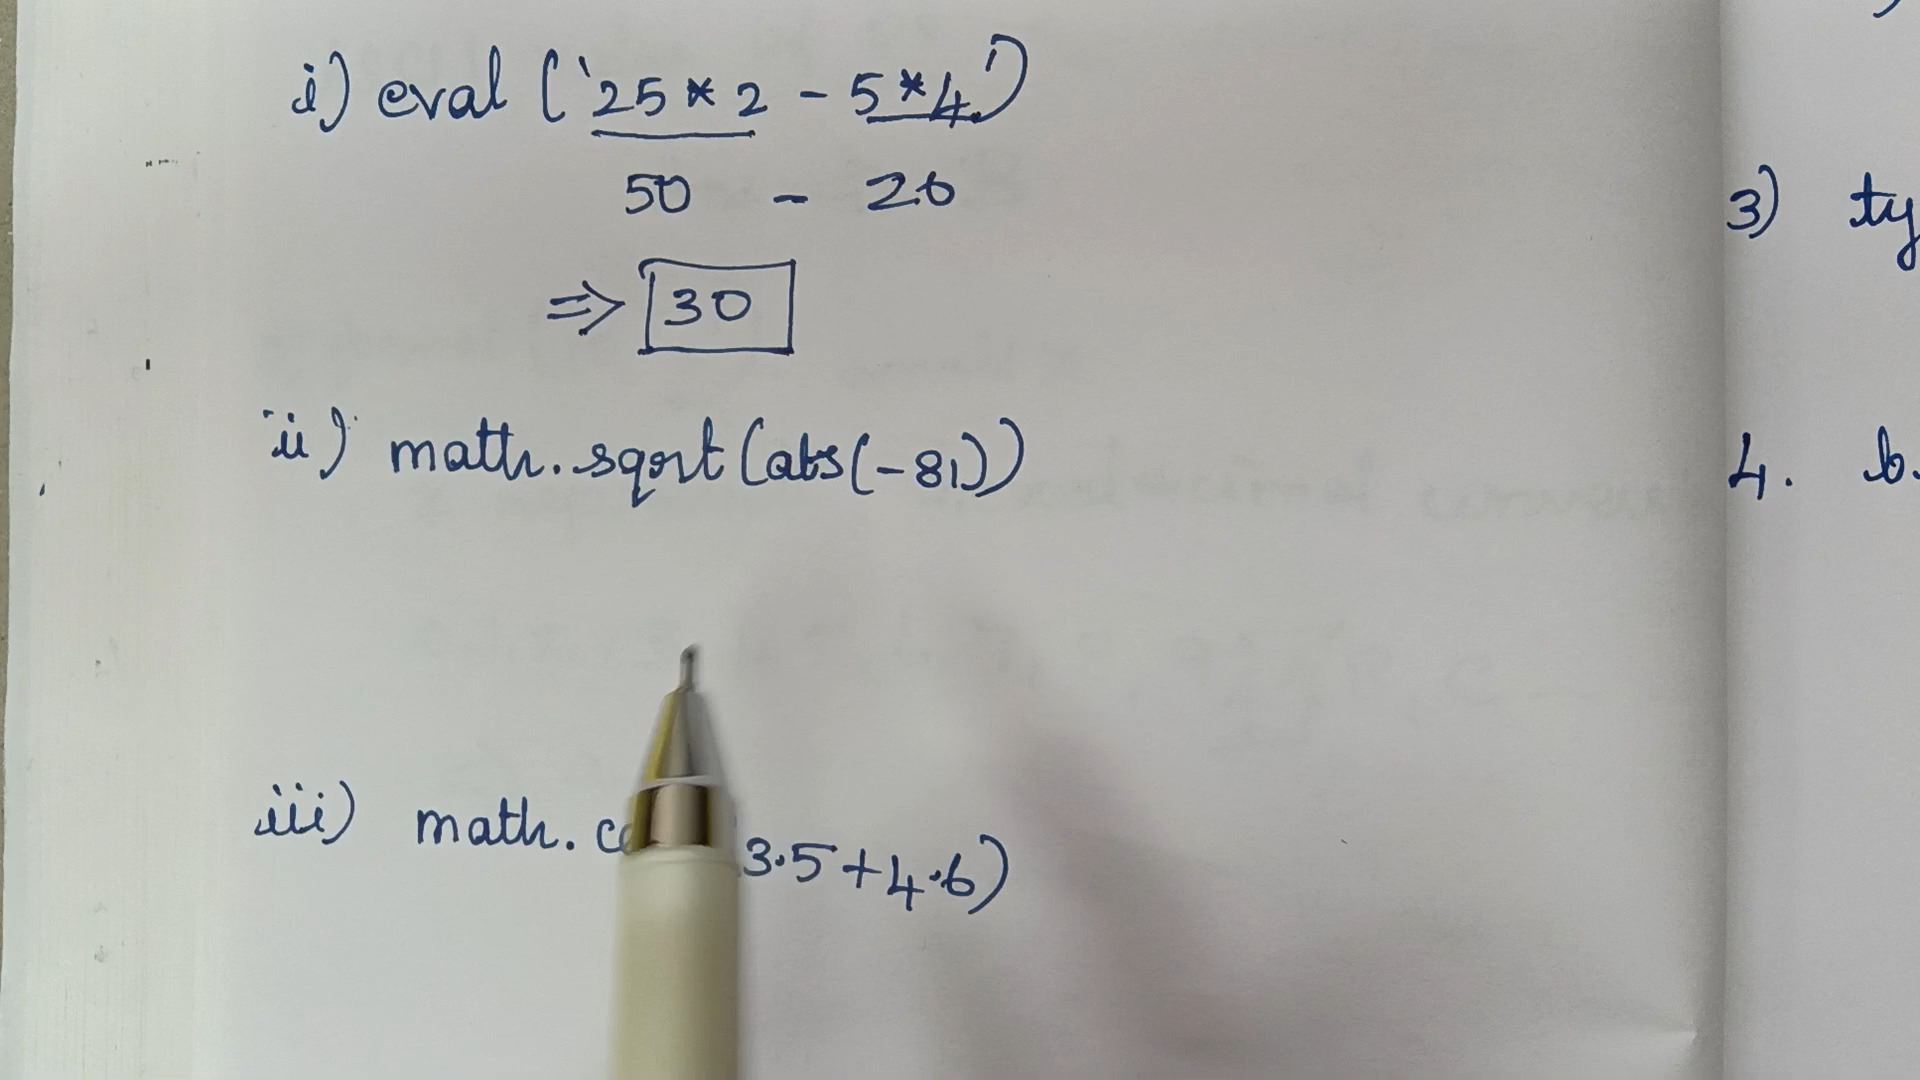 i) eval ('25 * 2 - 5 * 4')
50 - 20
⇒ 30
ii) math.sqrt(abs(-81))
iii) math. 3.5+4.6)
3)
4. b.